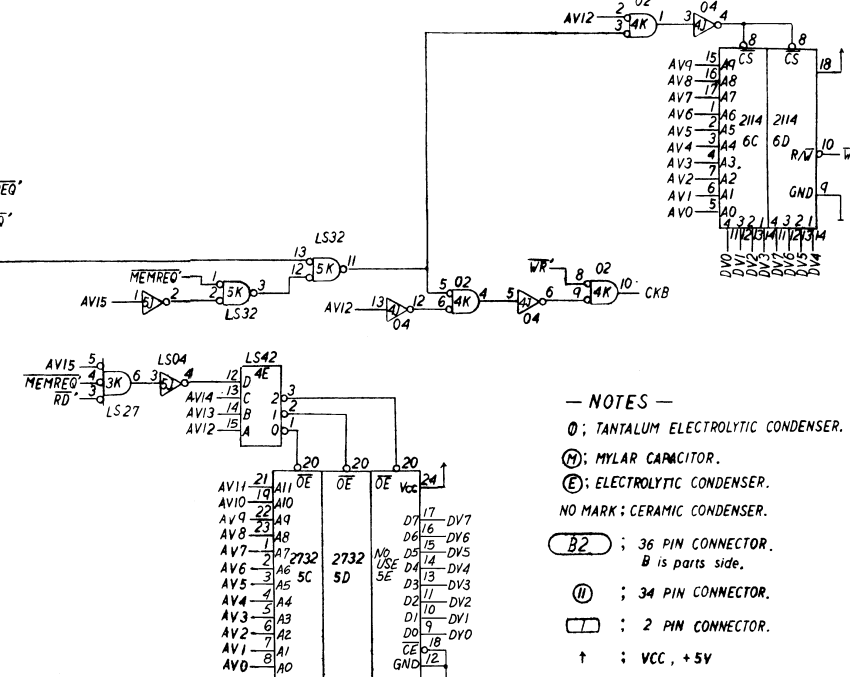 02 04
AV12 2 3 4K 1 3 4J 4
8 8
C̅S̅ C̅S̅
AV9 15 A9 18
AV8 16 A8
AV7 17 A7
AV6 1 A6 2114 2114
AV5 2 A5 6C 6D
AV4 3 A4 R/W̅ 10
AV3 4 A3
AV2 7 A2
AV1 6 A1 GND 9
AV0 5 A0
4 3 2 1 4 3 2 1
11 12 13 14 11 12 13 14
DV0 DV1 DV2 DV3 DV7 DV6 DV5 DV4
LS32
13 12 5K 11
M̅E̅M̅R̅E̅Q̅' 1
AV15 1 5J 2 2 5K 3
LS32
02
5 6 4K 4
AV12 13 4J 12
04
5 4J 6
04
W̅R̅' 8 02
9 4K 10 CKB
AV15 5
M̅E̅M̅R̅E̅Q̅' 4 3K 6
R̅D̅' 3
LS27
LS04
3 5J 4
LS42
4E
12 D
AV14 13 C 2 3
AV13 14 B 1 2
AV12 15 A 0 1
20 20 20
O̅E̅ O̅E̅ O̅E̅ Vcc 24
AV11 21 A11
AV10 19 A10
AV9 22 A9 D7 17 DV7
AV8 23 A8 D6 16 DV6
AV7 1 A7 D5 15 DV5
AV6 2 A6 D4 14 DV4
AV5 3 A5 D3 13 DV3
AV4 4 A4 D2 11 DV2
AV3 5 A3 D1 10 DV1
AV2 6 A2 D0 9 DV0
AV1 7 A1 C̅E̅ 18
AV0 8 A0 GND 12
2732 2732 NO
5C 5D USE
5E
— NOTES —
; TANTALUM ELECTROLYTIC CONDENSER.
M ; MYLAR CAPACITOR.
E ; ELECTROLYTIC CONDENSER.
NO MARK ; CERAMIC CONDENSER.
B2 ; 36 PIN CONNECTOR.
B is parts side.
11 ; 34 PIN CONNECTOR.
1 ; 2 PIN CONNECTOR.
↑ ; VCC, +5V